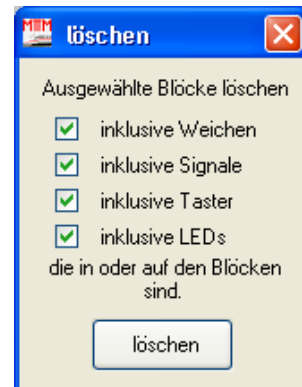 löschen
Ausgewählte Blöcke löschen
inklusive Weichen
inklusive Signale
inklusive Taster
inklusive LEDs
die in oder auf den Blöcken
sind.
löschen